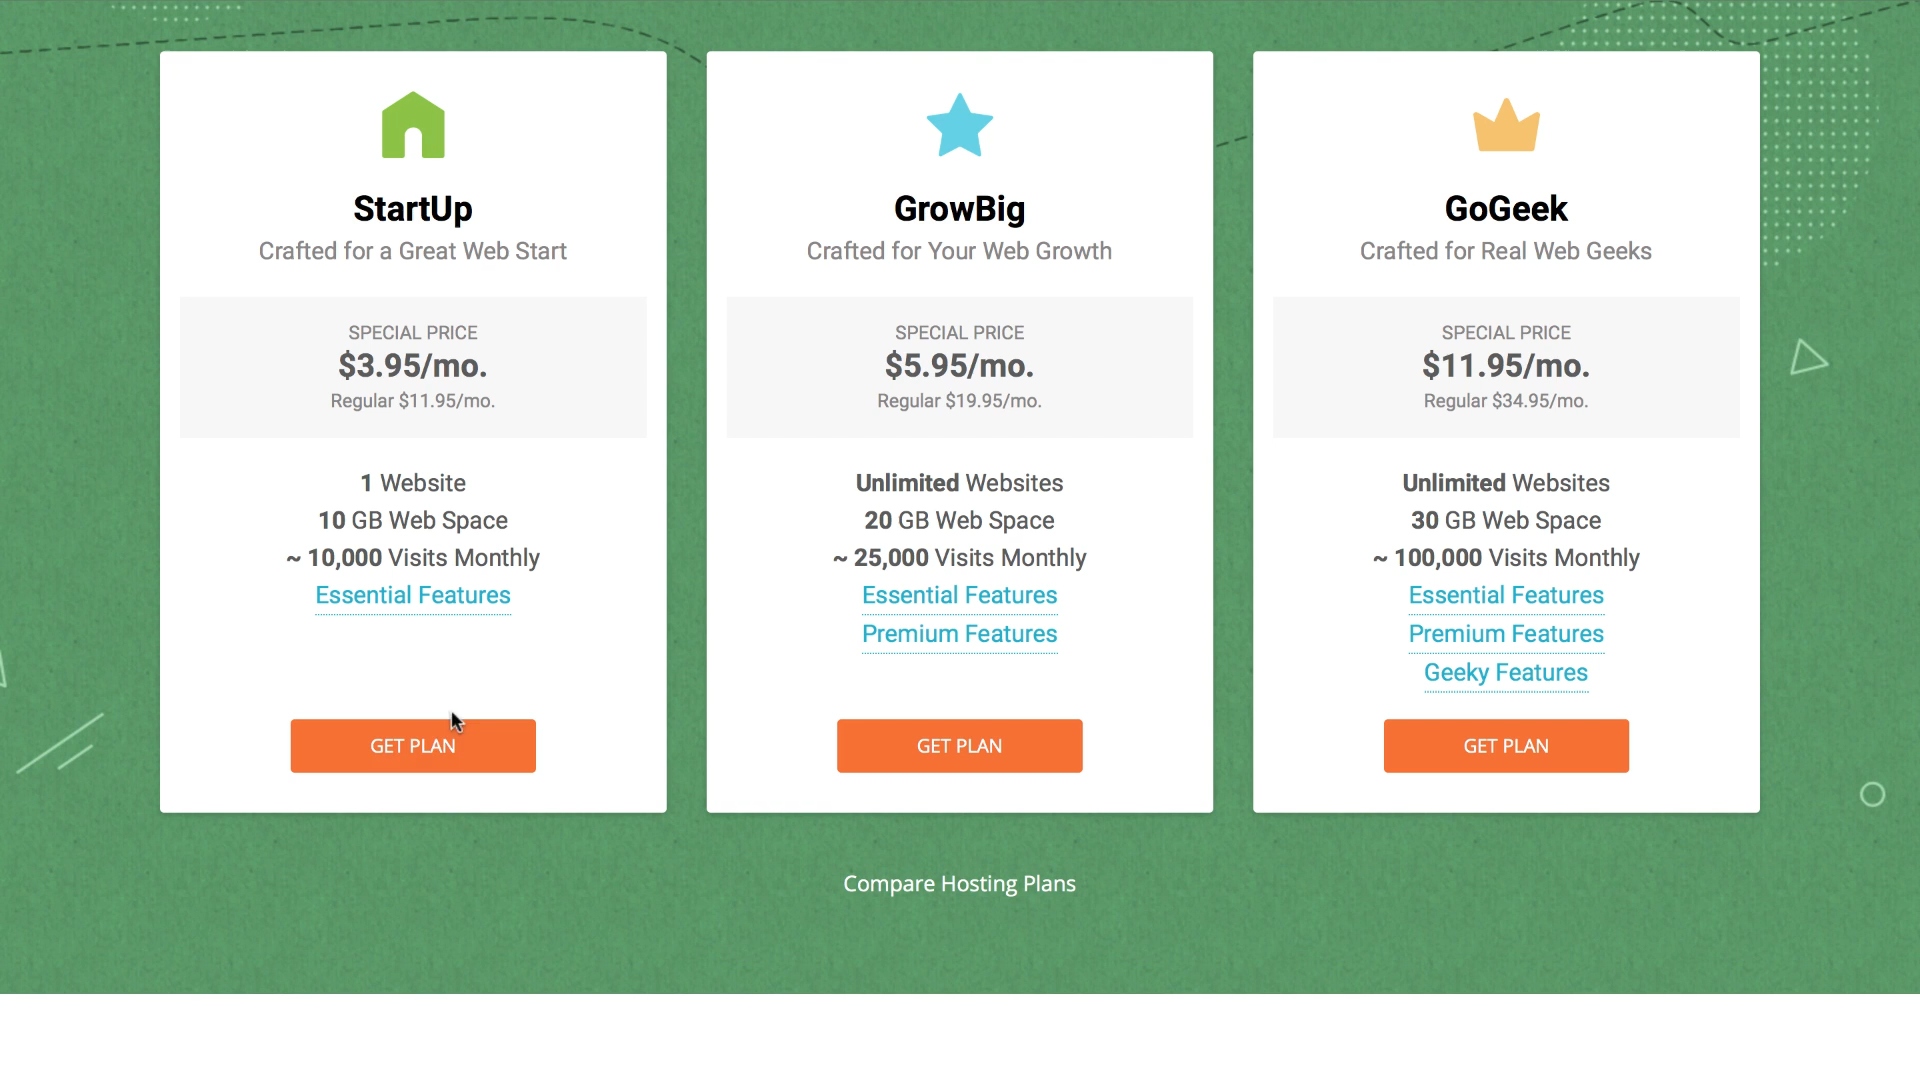 StartUp
Crafted for a Great Web Start
SPECIAL PRICE
$3.95/mo.
Regular $11.95/mo.
1 Website
10 GB Web Space
~ 10,000 Visits Monthly
Essential Features
GET PLAN
GrowBig
Crafted for Your Web Growth
SPECIAL PRICE
$5.95/mo.
Regular $19.95/mo.
Unlimited Websites
20 GB Web Space
~ 25,000 Visits Monthly
Essential Features
Premium Features
GET PLAN
GoGeek
Crafted for Real Web Geeks
SPECIAL PRICE
$11.95/mo.
Regular $34.95/mo.
Unlimited Websites
30 GB Web Space
~ 100,000 Visits Monthly
Essential Features
Premium Features
Geeky Features
GET PLAN
Compare Hosting Plans